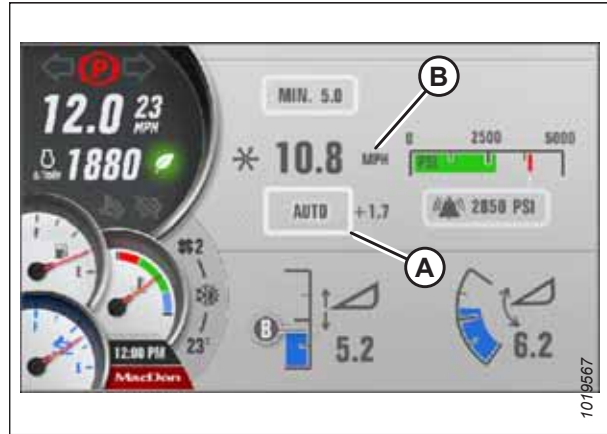 P
12.0 23 MPH
1880
F
E
F
E
2
23°
12:00 PM
MacDon
MIN. 5.0
10.8 MPH
AUTO +1.7
0 2500 5000
PSI
2850 PSI
B
5.2
6.2
B
A
1019567